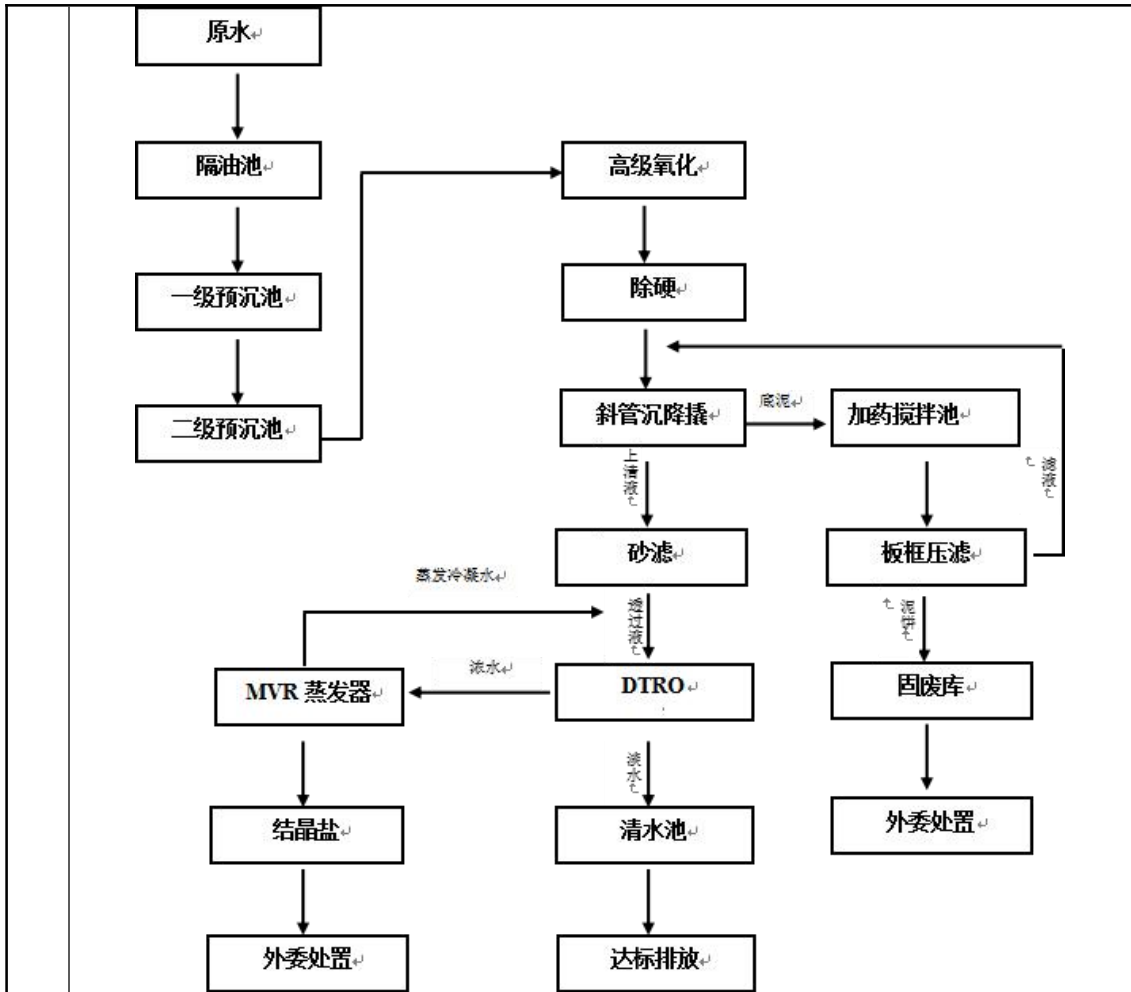 原水
隔油池
高级氧化
一级预沉池
除硬
二级预沉池
斜管沉降撬
底泥
加药搅拌池
上清液
滤液
砂滤
板框压滤
蒸发冷凝水
透过液
泥饼
MVR 蒸发器
浓水
DTRO
固废库
淡水
结晶盐
清水池
外委处置
外委处置
达标排放